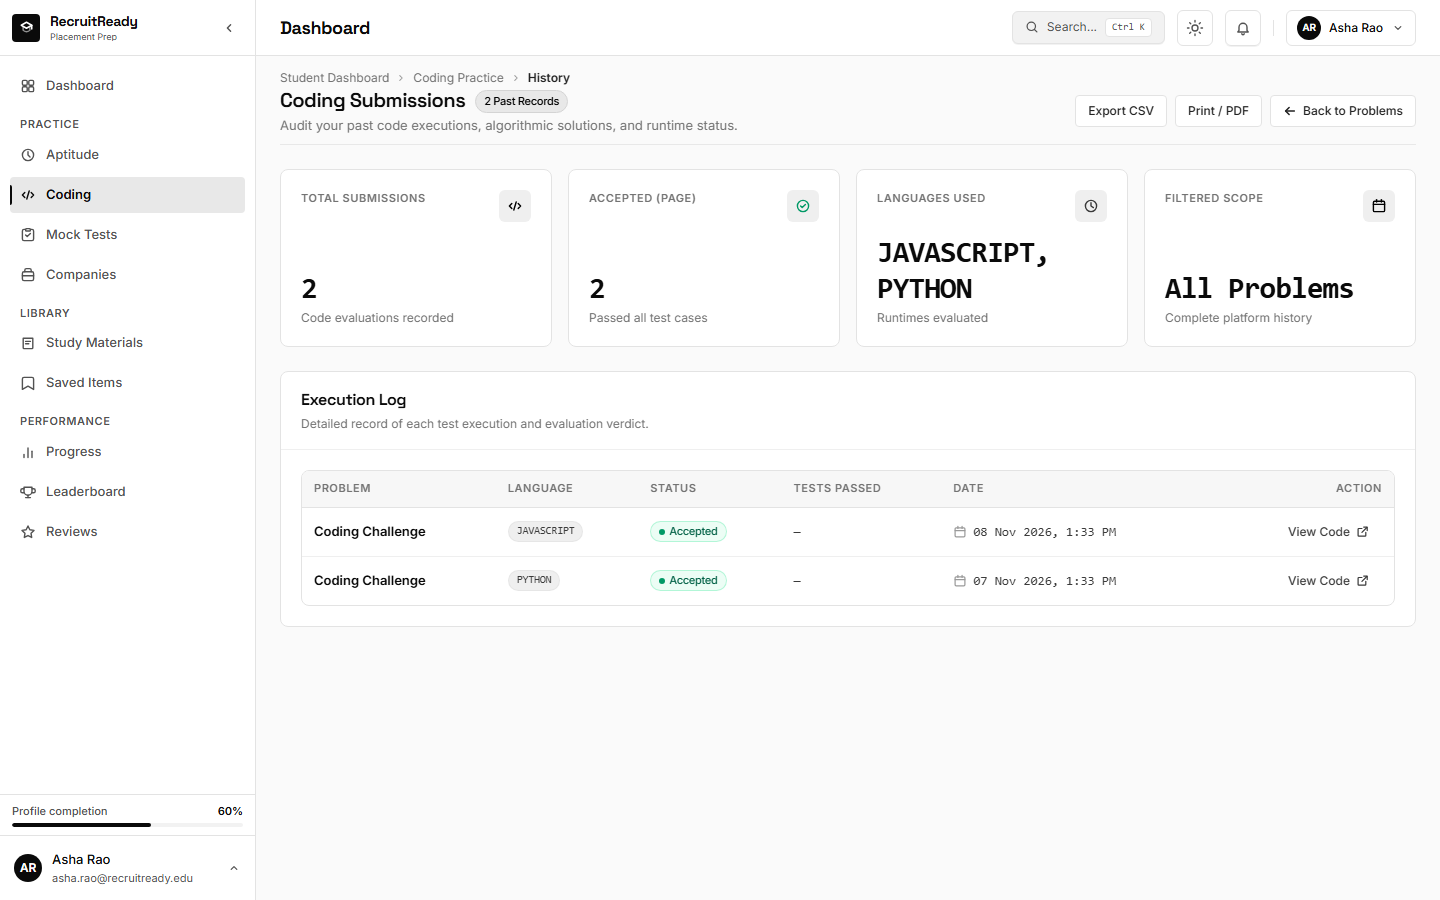 RecruitReady
Placement Prep
Dashboard
PRACTICE
Aptitude
Coding
Mock Tests
Companies
LIBRARY
Study Materials
Saved Items
PERFORMANCE
Progress
Leaderboard
Reviews
Profile completion 60%
AR Asha Rao
asha.rao@recruitready.edu
Dashboard
Search... Ctrl K
AR Asha Rao
Student Dashboard > Coding Practice > History
Coding Submissions 2 Past Records
Audit your past code executions, algorithmic solutions, and runtime status.
Export CSV Print / PDF ← Back to Problems
TOTAL SUBMISSIONS
2
Code evaluations recorded
ACCEPTED (PAGE)
2
Passed all test cases
LANGUAGES USED
JAVASCRIPT,
PYTHON
Runtimes evaluated
FILTERED SCOPE
All Problems
Complete platform history
Execution Log
Detailed record of each test execution and evaluation verdict.
PROBLEM LANGUAGE STATUS TESTS PASSED DATE ACTION
Coding Challenge JAVASCRIPT Accepted — 08 Nov 2026, 1:33 PM View Code
Coding Challenge PYTHON Accepted — 07 Nov 2026, 1:33 PM View Code